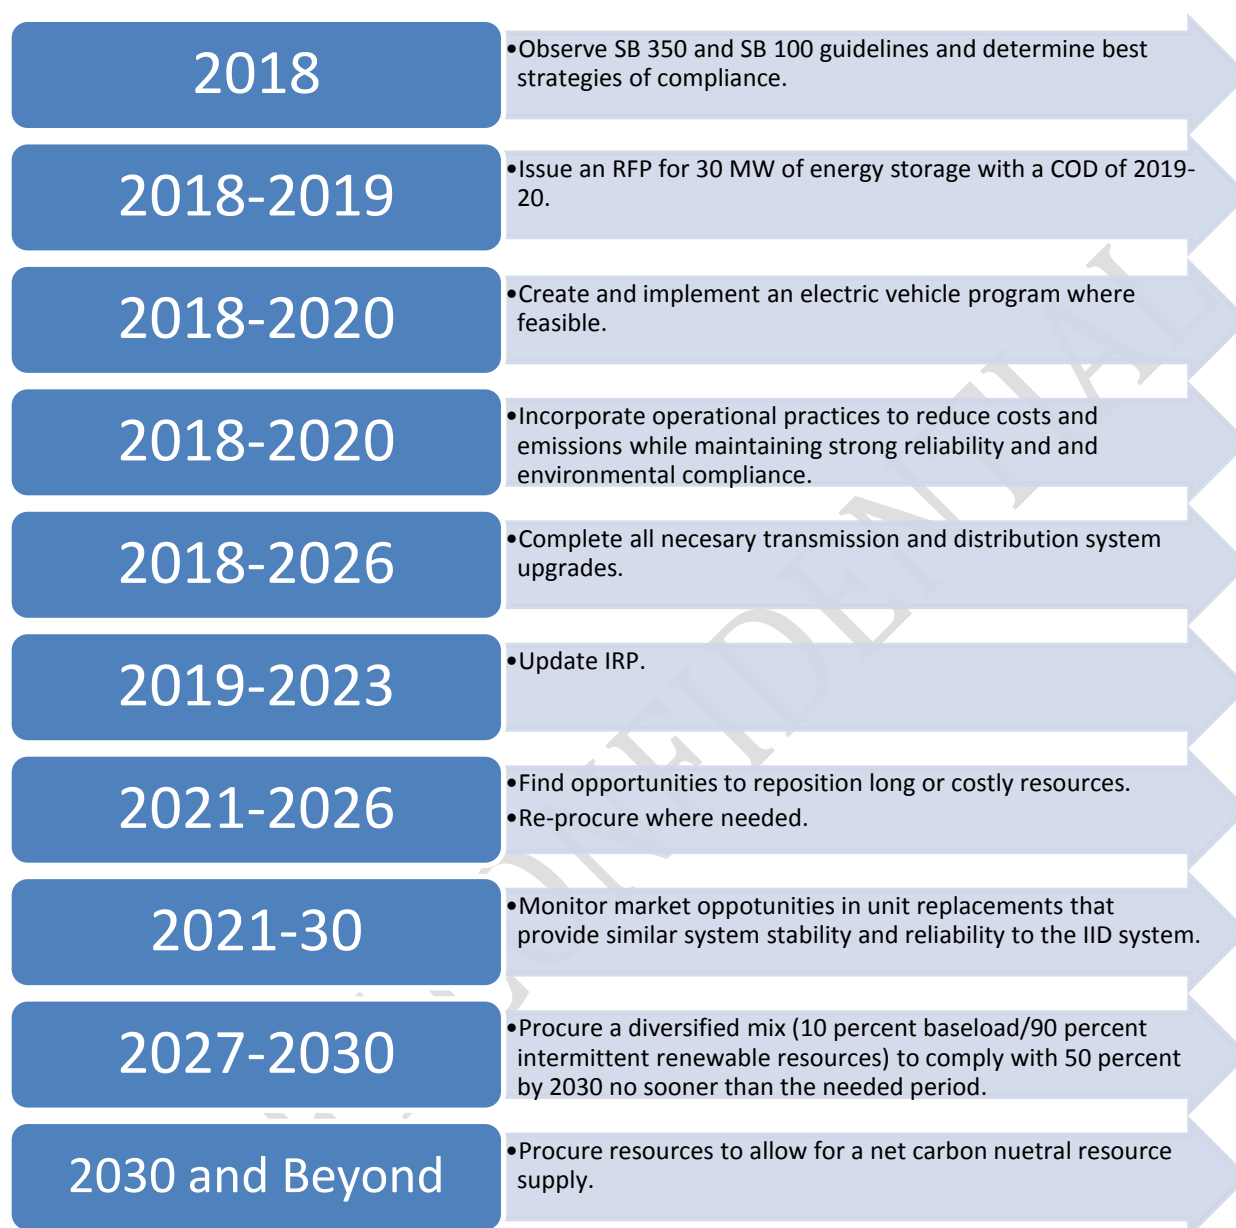 2018
•Observe SB 350 and SB 100 guidelines and determine best
strategies of compliance.
2018-2019
•Issue an RFP for 30 MW of energy storage with a COD of 2019-
20.
2018-2020
•Create and implement an electric vehicle program where
feasible.
2018-2020
•Incorporate operational practices to reduce costs and
emissions while maintaining strong reliability and and
environmental compliance.
2018-2026
•Complete all necesary transmission and distribution system
upgrades.
2019-2023
•Update IRP.
2021-2026
•Find opportunities to reposition long or costly resources.
•Re-procure where needed.
2021-30
•Monitor market oppotunities in unit replacements that
provide similar system stability and reliability to the IID system.
2027-2030
•Procure a diversified mix (10 percent baseload/90 percent
intermittent renewable resources) to comply with 50 percent
by 2030 no sooner than the needed period.
2030 and Beyond
•Procure resources to allow for a net carbon nuetral resource
supply.
CONFIDENTIAL